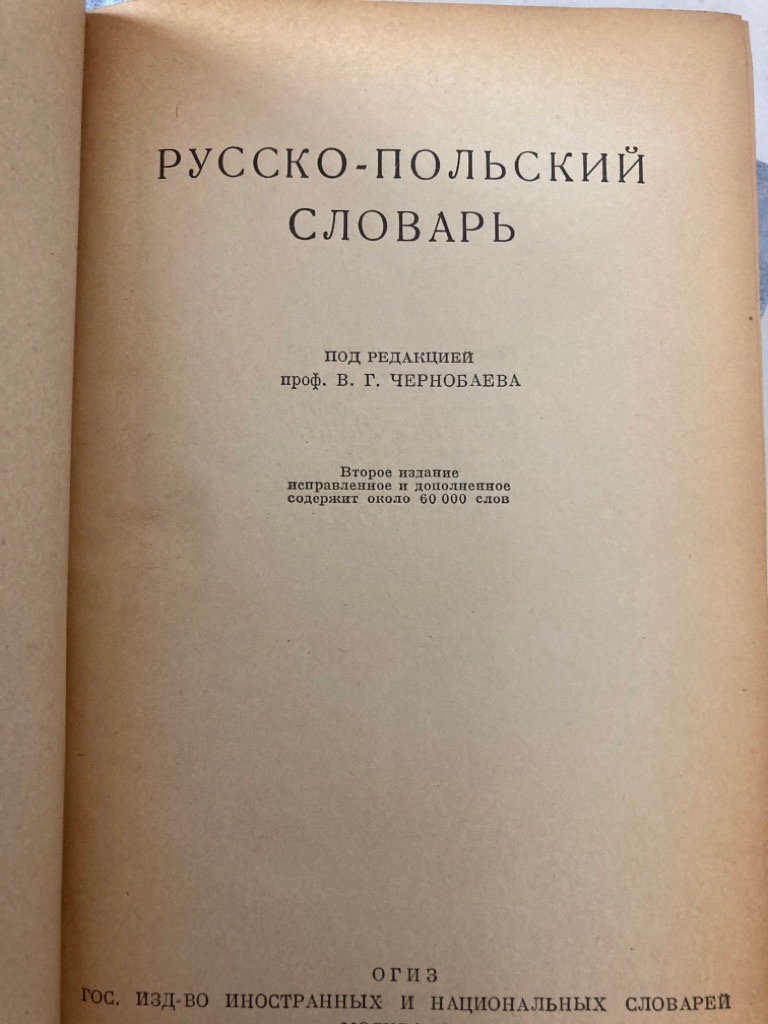 РУССКО-ПОЛЬСКИЙ
СЛОВАРЬ
ПОД РЕДАКЦИЕЙ
проф. В. Г. ЧЕРНОБАЕВА
Второе издание
исправленное и дополненное
содержит около 60 000 слов
ОГИЗ
ГОС. ИЗД-ВО ИНОСТРАННЫХ И НАЦИОНАЛЬНЫХ СЛОВАРЕЙ